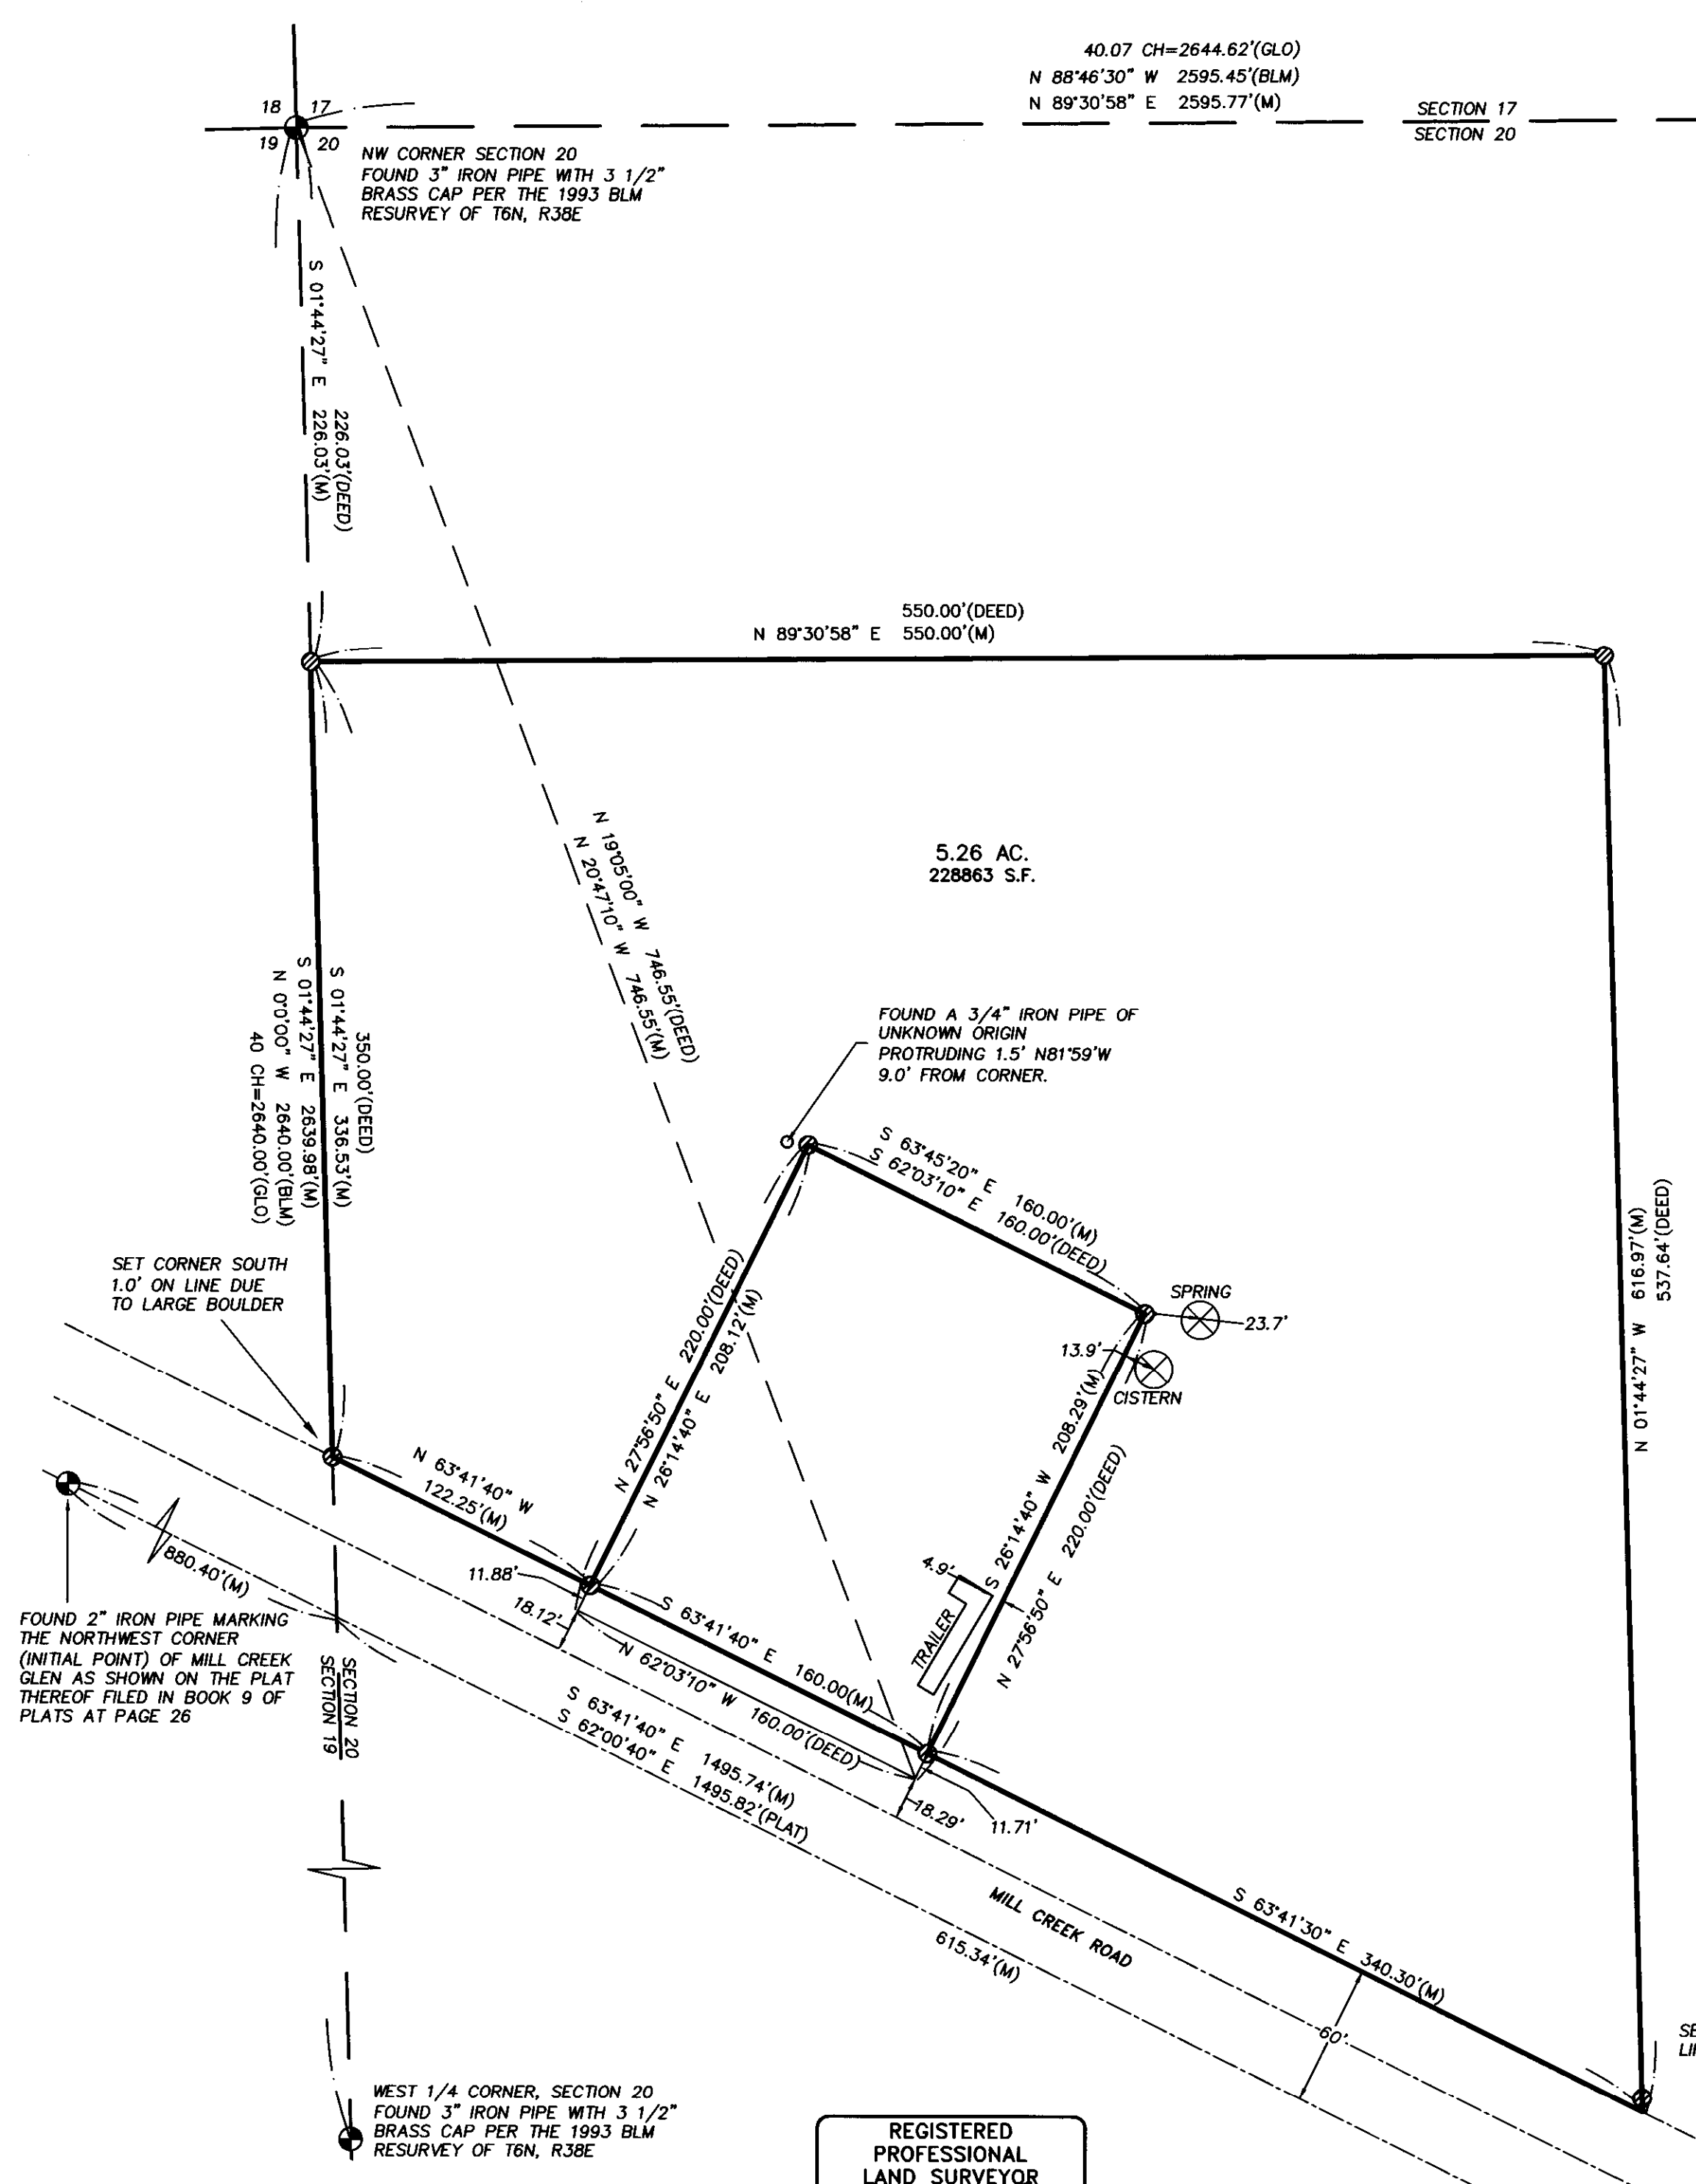 40.07 CH=2644.62'(GLO)
N 88°46'30" W 2595.45'(BLM)
N 89°30'58" E 2595.77'(M)
SECTION 17
SECTION 20
18 17
19 20
NW CORNER SECTION 20
FOUND 3" IRON PIPE WITH 3 1/2"
BRASS CAP PER THE 1993 BLM
RESURVEY OF T6N, R38E
226.03'(DEED)
S 01°44'27" E 226.03'(M)
550.00'(DEED)
N 89°30'58" E 550.00'(M)
N 19°05'00" W 746.55'(DEED)
N 20°47'10" W 746.55'(M)
5.26 AC.
228863 S.F.
350.00'(DEED)
S 01°44'27" E 336.53'(M)
S 01°44'27" E 2639.98'(M)
N 0°0'00" W 2640.00'(BLM)
40 CH=2640.00'(GLO)
FOUND A 3/4" IRON PIPE OF
UNKNOWN ORIGIN
PROTRUDING 1.5' N81°59'W
9.0' FROM CORNER.
S 63°45'20" E 160.00'(M)
S 62°03'10" E 160.00'(DEED)
SPRING
23.7'
13.9'
CISTERN
N 01°44'27" W 616.97'(M)
537.64'(DEED)
SET CORNER SOUTH
1.0' ON LINE DUE
TO LARGE BOULDER
N 27°56'50" E 220.00'(DEED)
N 26°14'40" E 208.12'(M)
S 26°14'40" W 208.29'(M)
N 27°56'50" E 220.00'(DEED)
N 63°41'40" W
122.25'(M)
4.9'
TRAILER
11.88'
18.12'
880.40'(M)
FOUND 2" IRON PIPE MARKING
THE NORTHWEST CORNER
(INITIAL POINT) OF MILL CREEK
GLEN AS SHOWN ON THE PLAT
THEREOF FILED IN BOOK 9 OF
PLATS AT PAGE 26
SECTION 20
SECTION 19
S 63°41'40" E 160.00(M)
N 62°03'10" W 160.00'(DEED)
S 63°41'40" E 1495.74'(M)
S 62°00'40" E 1495.82'(PLAT)
18.29'
11.71'
MILL CREEK ROAD
615.34'(M)
S 63°41'30" E 340.30'(M)
60'
WEST 1/4 CORNER, SECTION 20
FOUND 3" IRON PIPE WITH 3 1/2"
BRASS CAP PER THE 1993 BLM
RESURVEY OF T6N, R38E
REGISTERED
PROFESSIONAL
LAND SURVEYOR